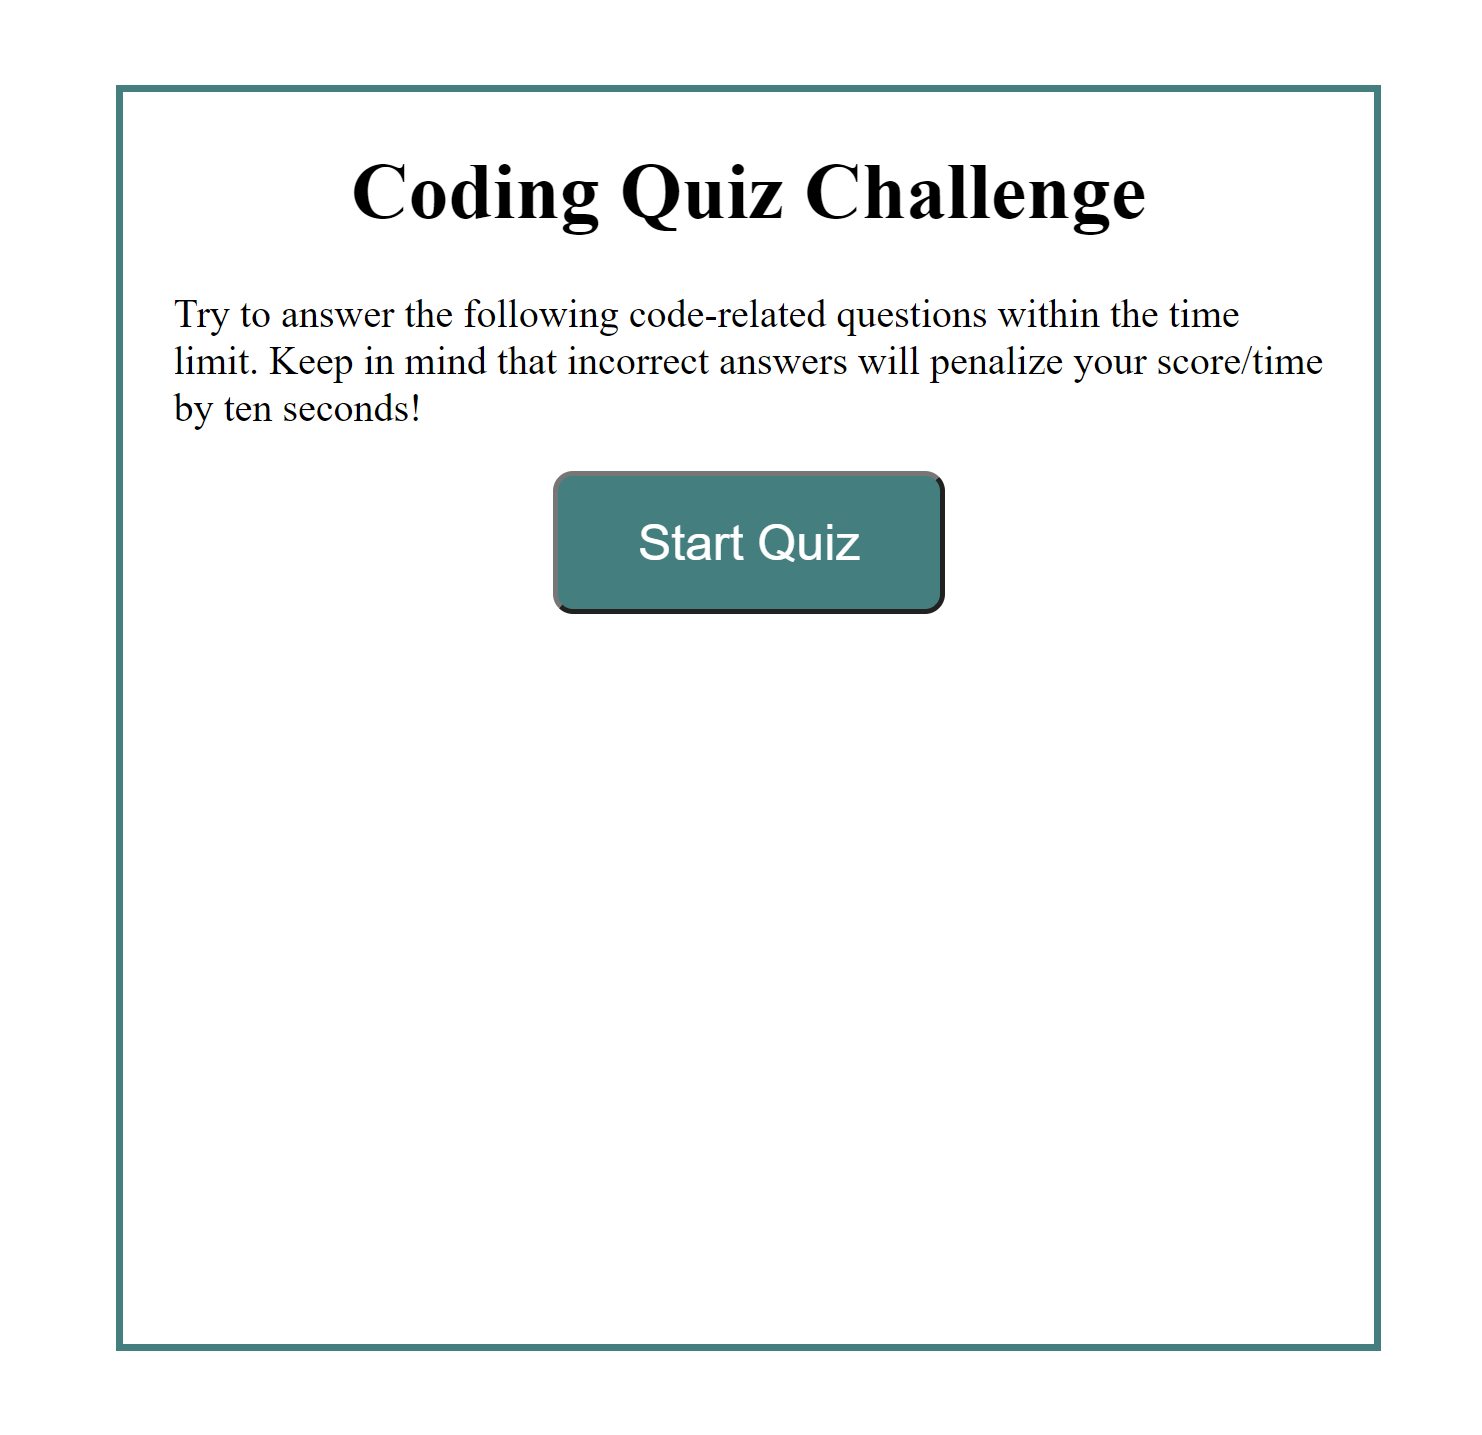 Coding Quiz Challenge
Try to answer the following code-related questions within the time
limit. Keep in mind that incorrect answers will penalize your score/time
by ten seconds!
Start Quiz